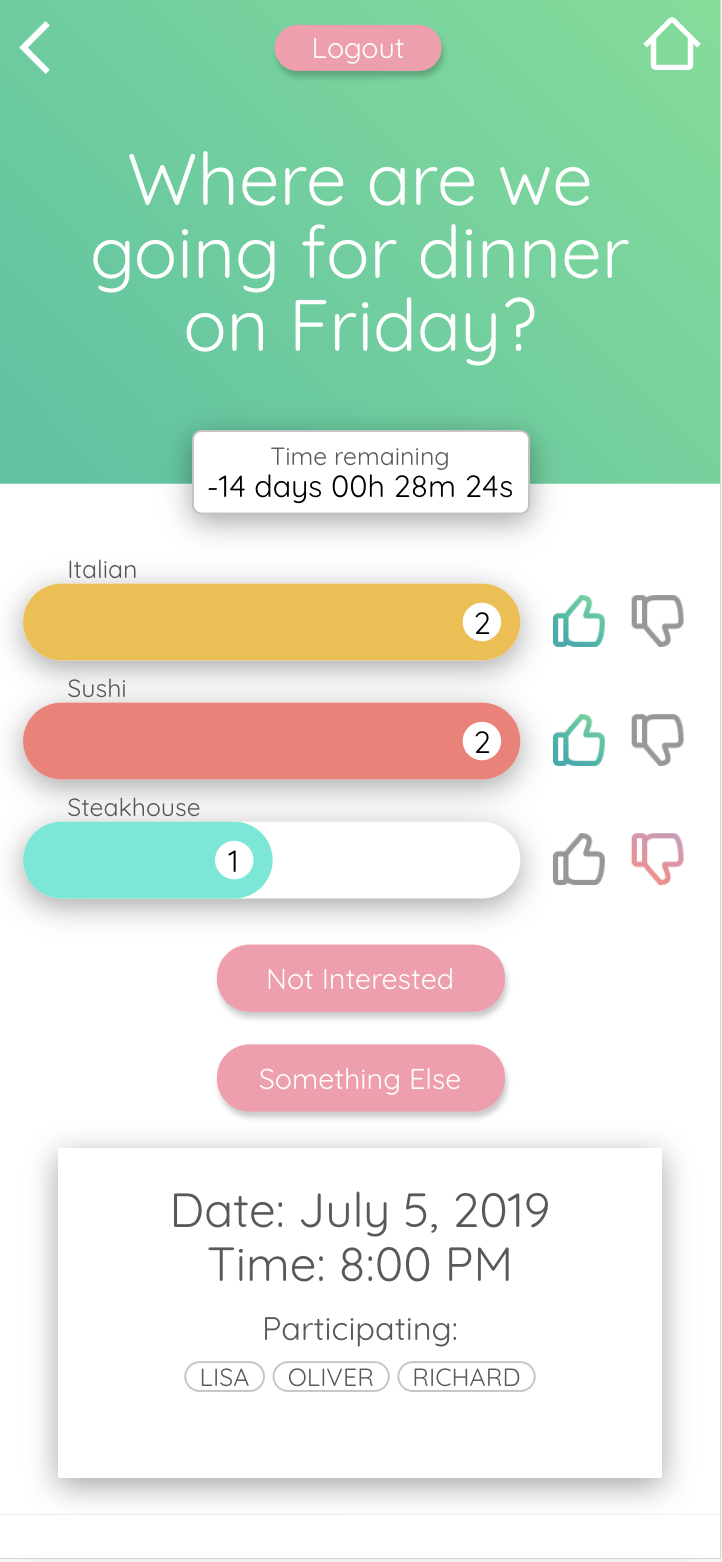 Logout
Where are we
going for dinner
on Friday?
Time remaining
-14 days 00h 28m 24s
Italian
2
Sushi
2
Steakhouse
1
Not Interested
Something Else
Date: July 5, 2019
Time: 8:00 PM
Participating:
LISA OLIVER RICHARD